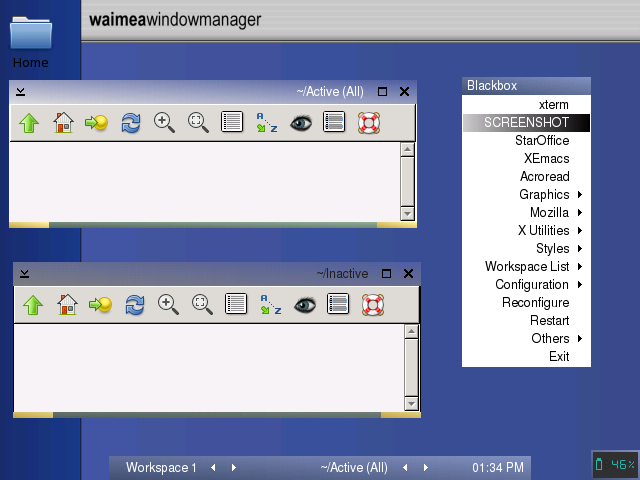 waimeawindowmanager
Home
~/Active (All)
~/Inactive
Blackbox
xterm
SCREENSHOT
StarOffice
XEmacs
Acroread
Graphics
Mozilla
X Utilities
Styles
Workspace List
Configuration
Reconfigure
Restart
Others
Exit
Workspace 1
~/Active (All)
01:34 PM
46%